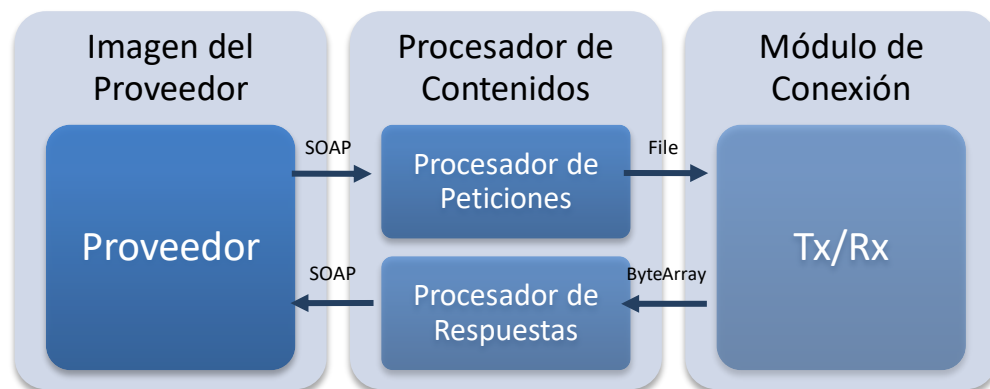 Imagen del
Proveedor
Procesador de
Contenidos
Módulo de
Conexión
SOAP
File
Procesador de
Peticiones
Proveedor
Tx/Rx
SOAP
ByteArray
Procesador de
Respuestas